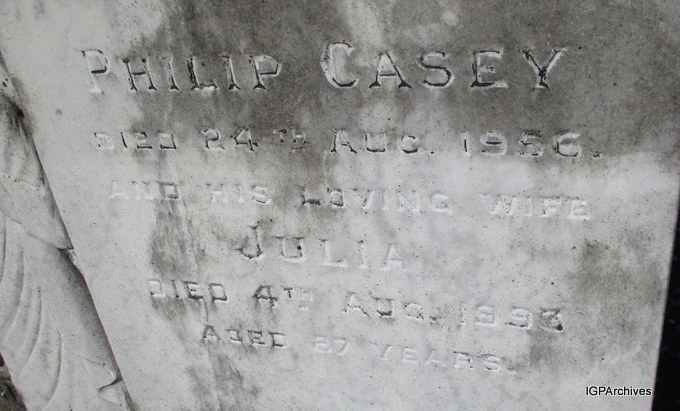 PHILIP CASEY
DIED 24TH AUG. 1956.
AND HIS LOVING WIFE
JULIA
DIED 4TH AUG. 1993
AGED 87 YEARS.
IGPArchives